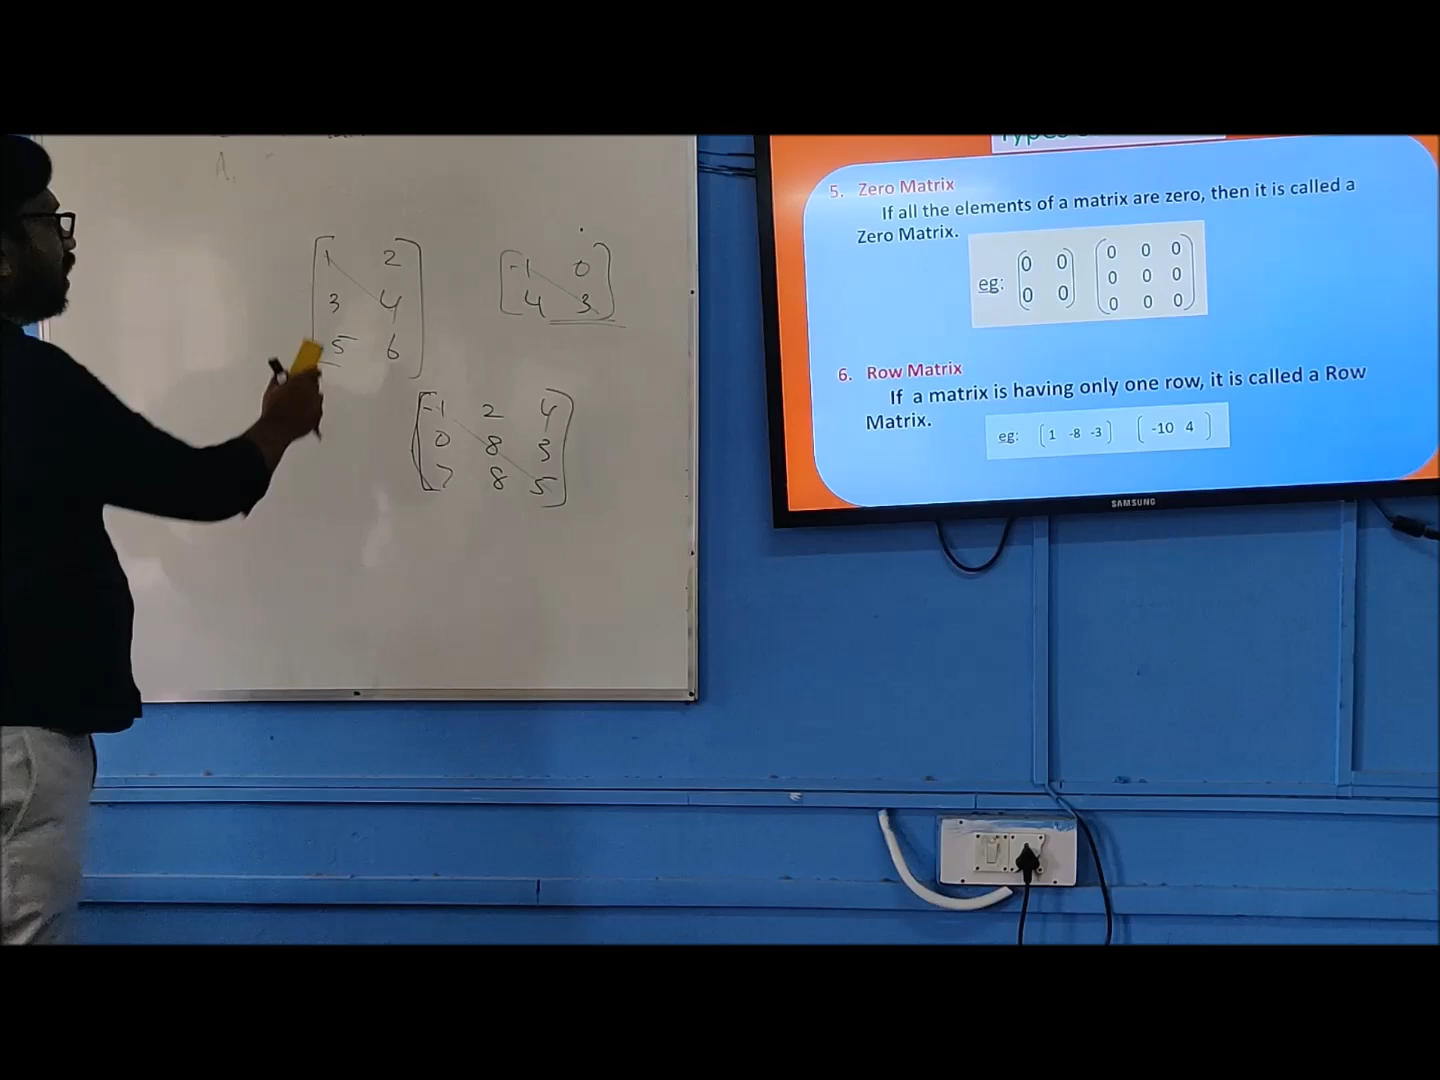 1 2
3 4
5 6
-1 0
4 3
-1 2 4
0 8 3
7 8 5
5. Zero Matrix
If all the elements of a matrix are zero, then it is called a
Zero Matrix.
eg:
0 0
0 0
0 0 0
0 0 0
0 0 0
6. Row Matrix
If a matrix is having only one row, it is called a Row
Matrix.
eg: (1 -8 -3) (-10 4)
SAMSUNG